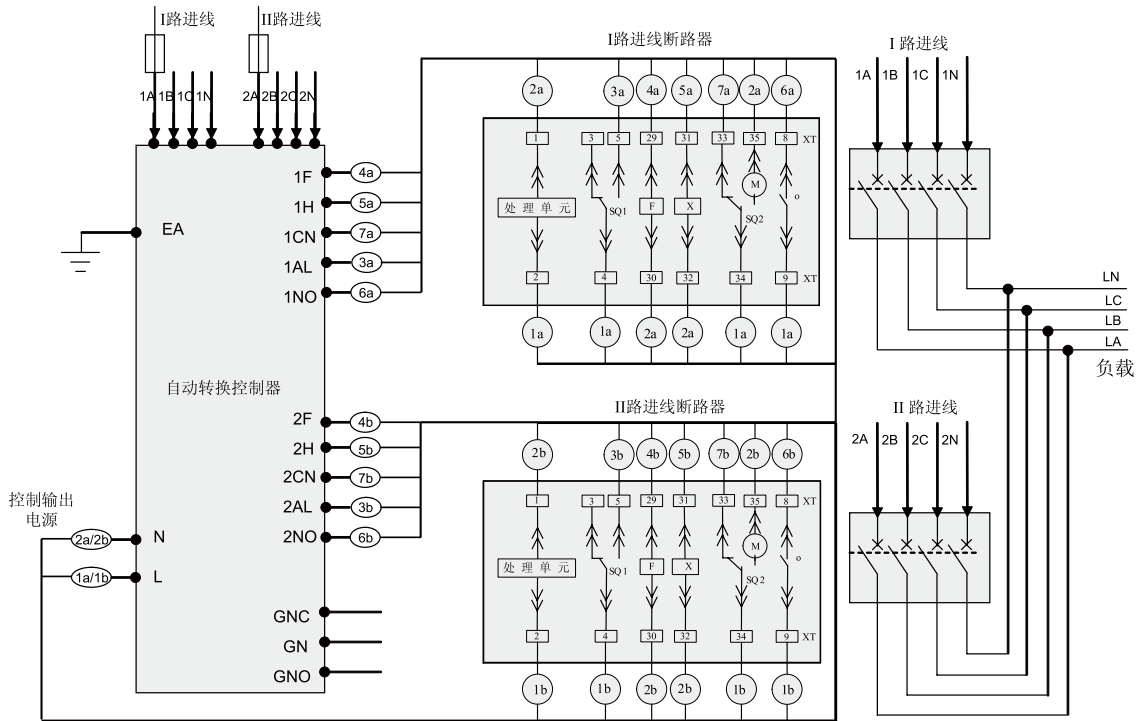 I路进线 II路进线
1A 1B 1C 1N 2A 2B 2C 2N
EA
1F 4a
1H 5a
1CN 7a
1AL 3a
1NO 6a
自动转换控制器
2F 4b
2H 5b
2CN 7b
2AL 3b
2NO 6b
控制输出
电源
2a/2b N
1a/1b L
GNC
GN
GNO
I路进线断路器
2a 3a 4a 5a 7a 2a 6a
1 3 5 29 31 33 35 8 XT
M
处理单元 SQ1 F X SQ2 o
2 4 30 32 34 9 XT
1a 1a 2a 2a 1a 1a
II路进线断路器
2b 3b 4b 5b 7b 2b 6b
1 3 5 29 31 33 35 8 XT
M
处理单元 SQ1 F X SQ2 o
2 4 30 32 34 9 XT
1b 1b 2b 2b 1b 1b
I 路进线
1A 1B 1C 1N
LN
LC
LB
LA
负载
II 路进线
2A 2B 2C 2N